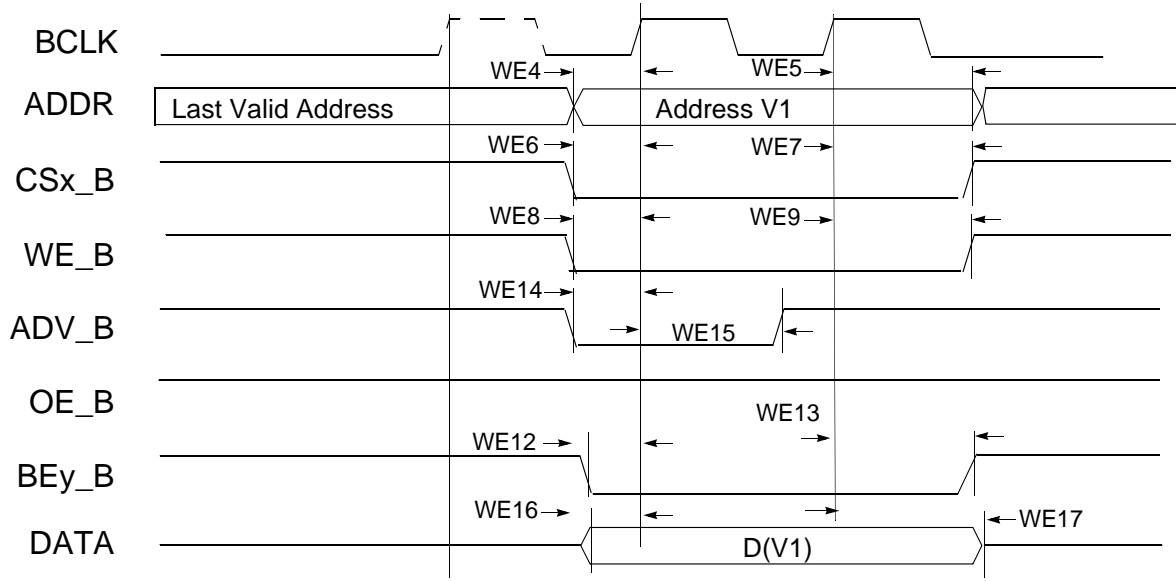 BCLK
WE4
WE5
ADDR
Last Valid Address
Address V1
WE6
WE7
CSx_B
WE8
WE9
WE_B
WE14
ADV_B
WE15
OE_B
WE13
WE12
BEy_B
WE16
WE17
DATA
D(V1)